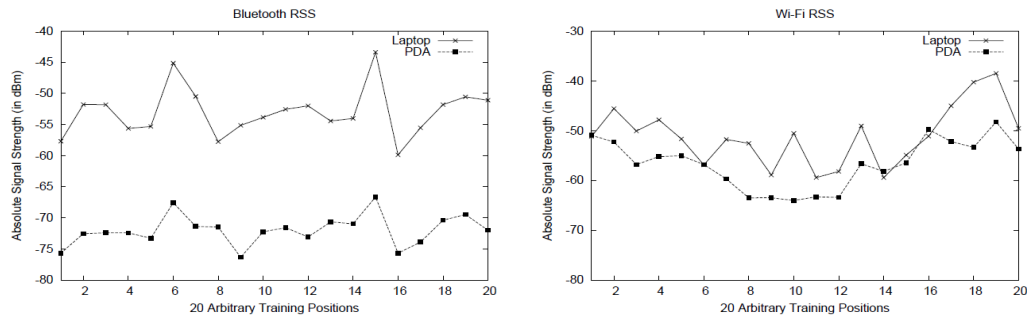 Bluetooth RSS
Absolute Signal Strength (in dBm)
-40
-45
-50
-55
-60
-65
-70
-75
-80
Laptop
PDA
2 4 6 8 10 12 14 16 18 20
20 Arbitrary Training Positions
Wi-Fi RSS
Absolute Signal Strength (in dBm)
-30
-40
-50
-60
-70
-80
Laptop
PDA
2 4 6 8 10 12 14 16 18 20
20 Arbitrary Training Positions